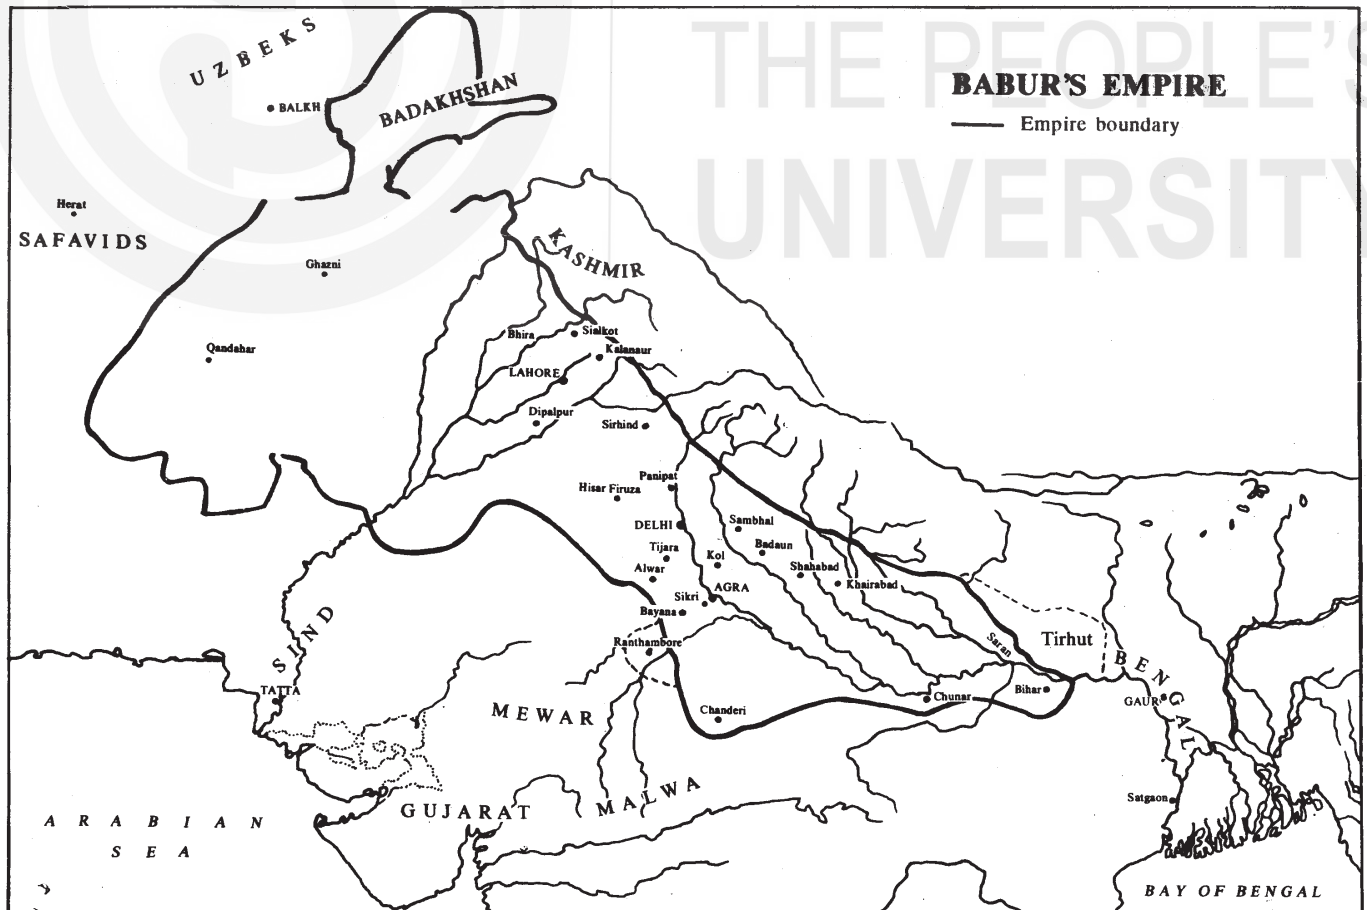 THE PEOPLE'S
UNIVERSITY
BABUR'S EMPIRE
Empire boundary
UZBEKS
BALKH
BADAKHSHAN
Herat
SAFAVIDS
Ghazni
KASHMIR
Qandahar
Bhira
Sialkot
Kalanaur
LAHORE
Dipalpur
Sirhind
Panipat
Hisar Firuza
DELHI
Sambhal
Tijara
Kol
Badaun
Alwar
Shahabad
Khairabad
Sikri
AGRA
Bayana
SIND
Ranthambore
Saran
Tirhut
BENGAL
TATTA
Chunar
Bihar
GAUR
MEWAR
Chanderi
GUJARAT
MALWA
Satgaon
ARABIAN
SEA
BAY OF BENGAL